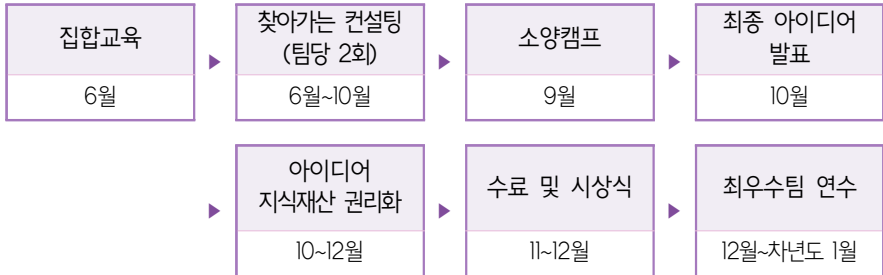 집합교육
6월
▶
찾아가는 컨설팅
(팀당 2회)
6월~10월
▶
소양캠프
9월
▶
최종 아이디어
발표
10월
▶
아이디어
지식재산 권리화
10~12월
▶
수료 및 시상식
11~12월
▶
최우수팀 연수
12월~차년도 1월